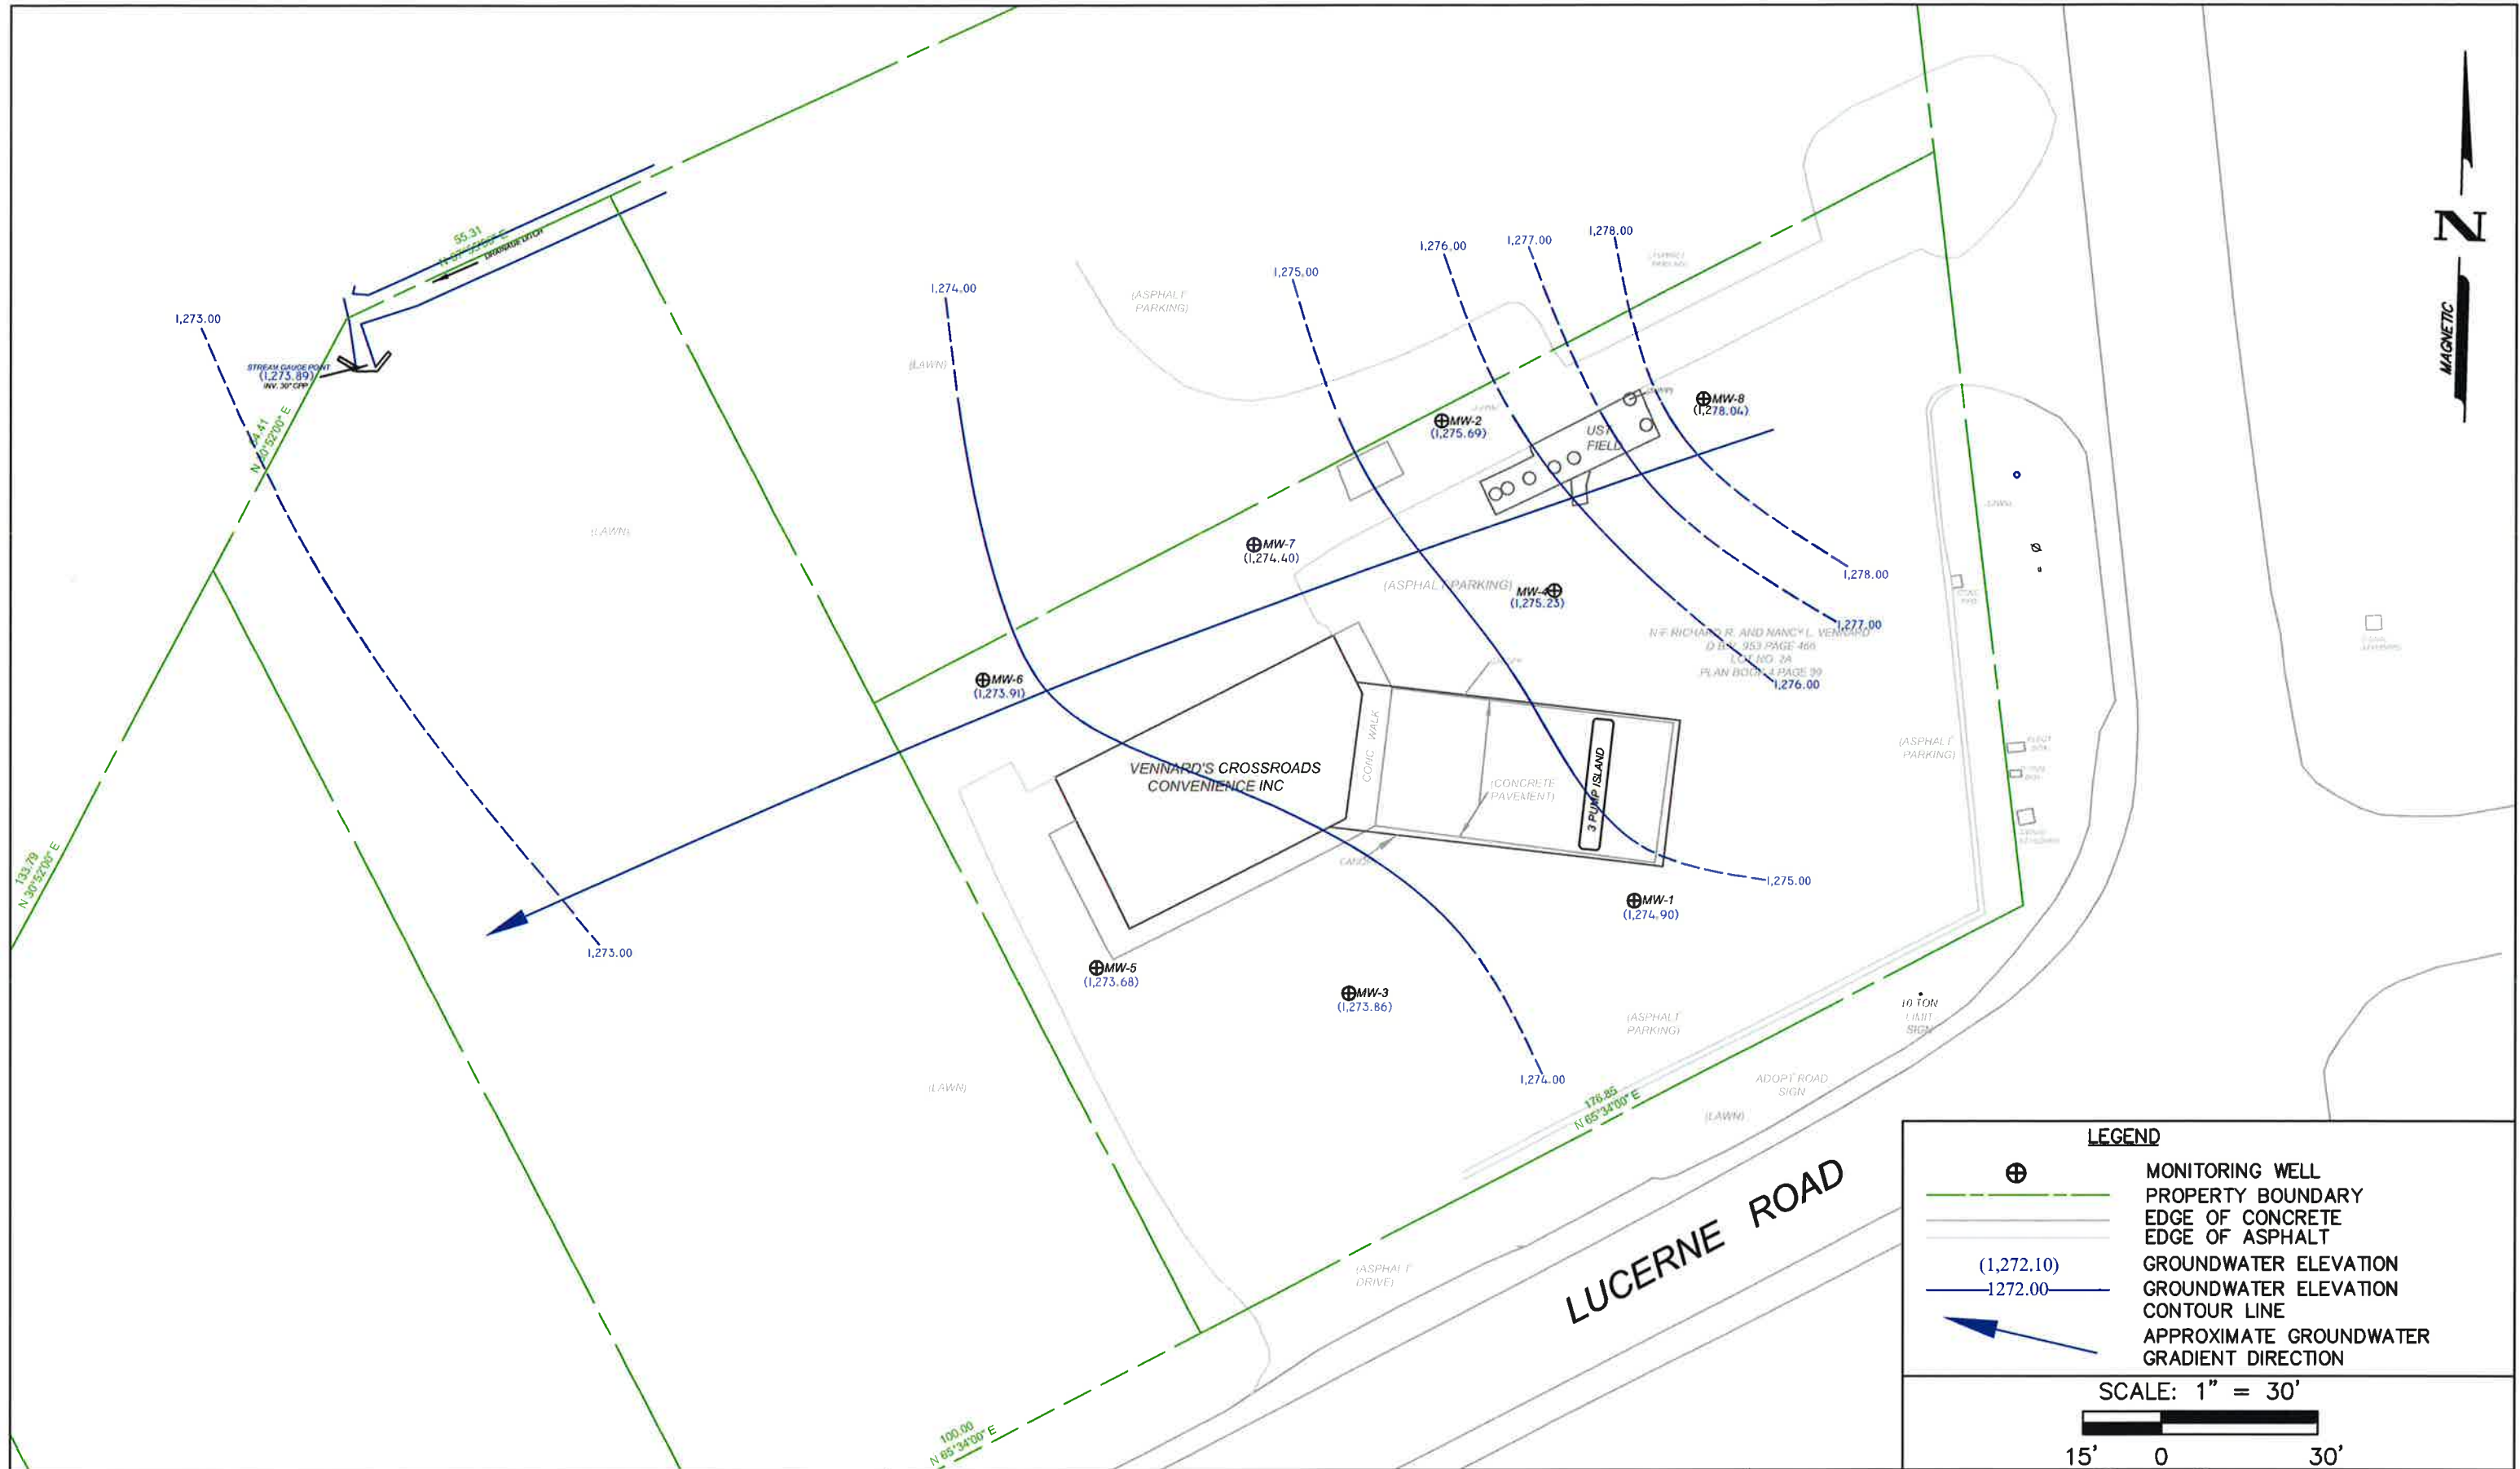 55.31
DRAINAGE DITCH
1,273.00
STREAM GAUGE POINT
(1,273.89)
INV. 30" CPP
N 30°52'00" E
133.79
N 30°52'00" E
1,274.00
(LAWN)
(LAWN)
(ASPHALT
PARKING)
1,275.00
1,276.00
1,277.00
1,278.00
N
MAGNETIC
MW-2
(1,275.69)
UST
FIELD
MW-8
(1,278.04)
MW-7
(1,274.40)
(ASPHALT PARKING)
MW-4
(1,275.23)
1,278.00
1,277.00
N F RICHARD R. AND NANCY L. VENNARD
D.B.V. 953 PAGE 466
LOT NO. 2A
PLAN BOOK 4 PAGE 99
1,276.00
MW-6
(1,273.91)
VENNARD'S CROSSROADS
CONVENIENCE INC
CONC WALK
(CONCRETE
PAVEMENT)
3 PUMP ISLAND
(ASPHALT
PARKING)
1,275.00
MW-1
(1,274.90)
1,273.00
MW-5
(1,273.68)
MW-3
(1,273.86)
(ASPHALT
PARKING)
10 TON
LIMIT
SIGN
1,274.00
(LAWN)
176.85
N 65°34'00" E
ADOPT ROAD
SIGN
(LAWN)
LUCERNE ROAD
(ASPHALT
DRIVE)
100.00
N 65°34'00" E
LEGEND
MONITORING WELL
PROPERTY BOUNDARY
EDGE OF CONCRETE
EDGE OF ASPHALT
(1,272.10) GROUNDWATER ELEVATION
1272.00 GROUNDWATER ELEVATION
CONTOUR LINE
APPROXIMATE GROUNDWATER
GRADIENT DIRECTION
SCALE: 1" = 30'
15' 0 30'